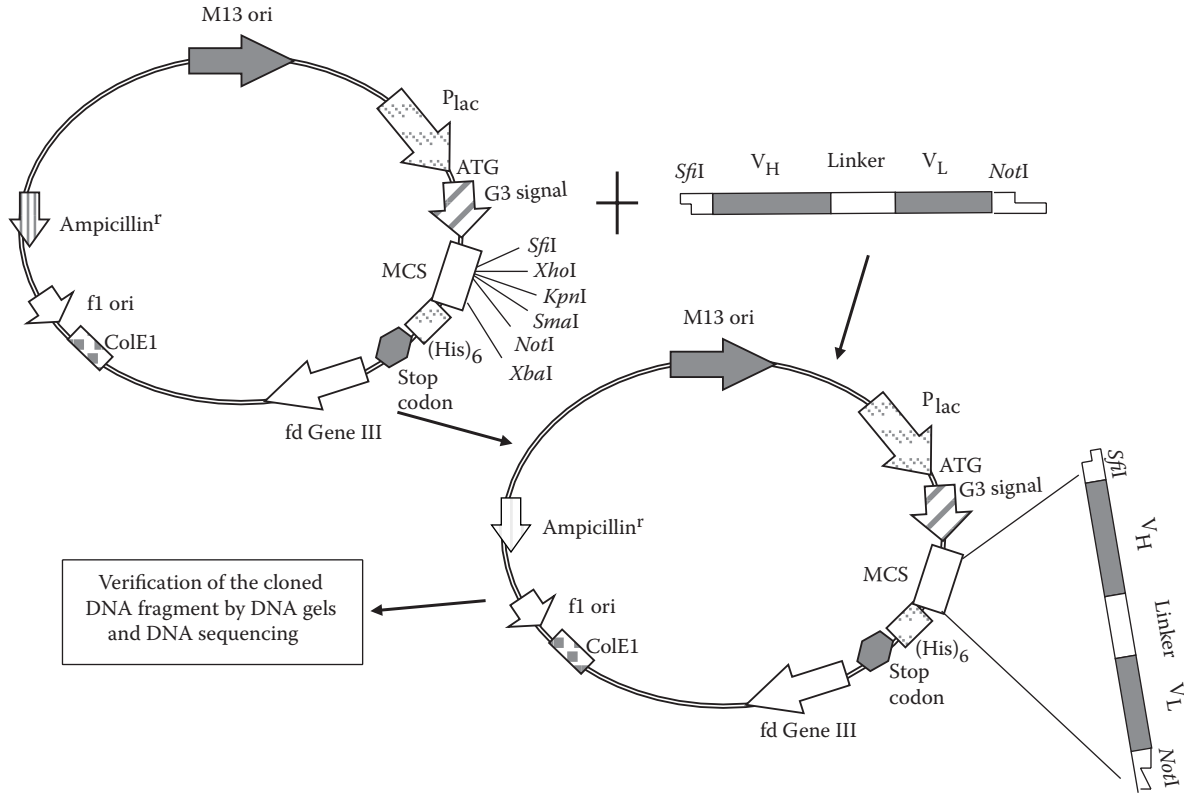 M13 ori
Plac
ATG
G3 signal
Ampicillinr
MCS
SfiI
XhoI
KpnI
SmaI
NotI
XbaI
f1 ori
ColE1
(His)6
Stop
codon
fd Gene III
SfiI
VH
Linker
VL
NotI
M13 ori
Plac
ATG
G3 signal
Ampicillinr
MCS
f1 ori
ColE1
(His)6
Stop
codon
fd Gene III
SfiI
VH
Linker
VL
NotI
Verification of the cloned
DNA fragment by DNA gels
and DNA sequencing